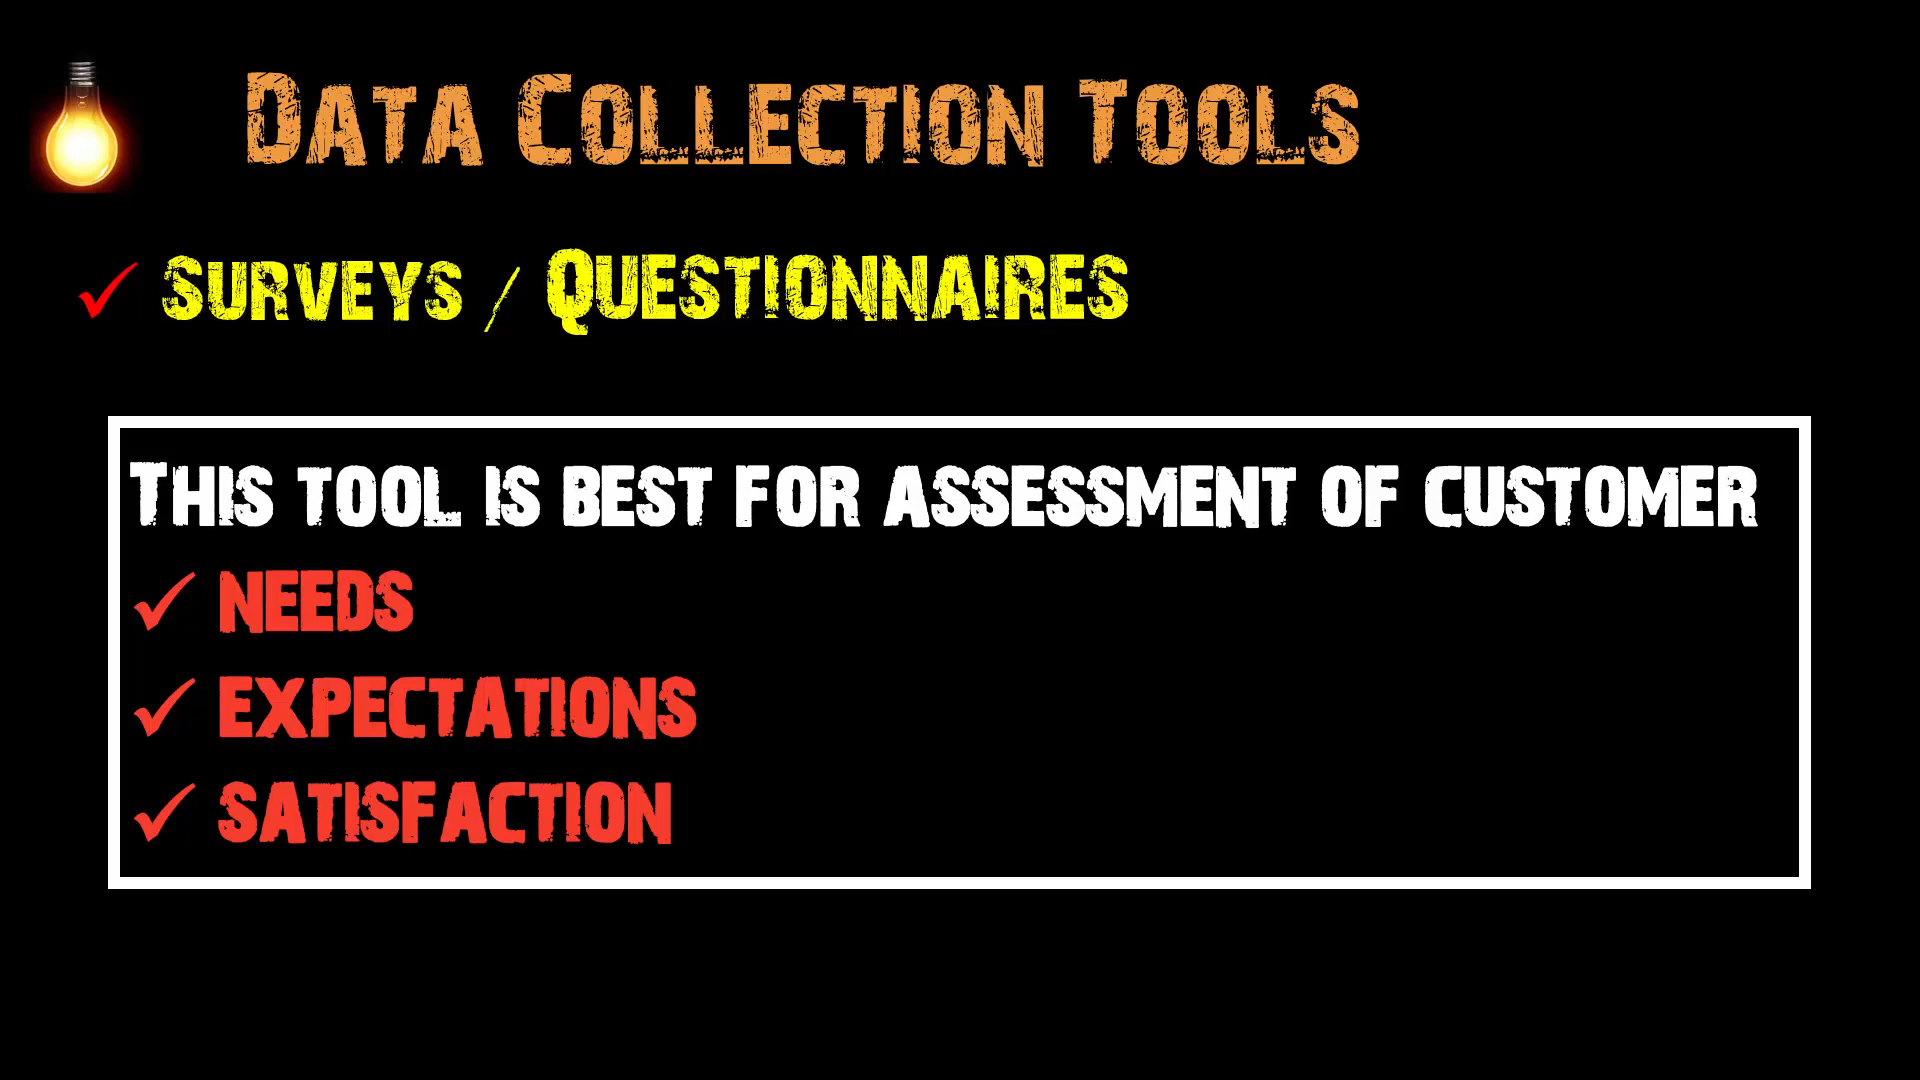 Data Collection Tools
✓ Surveys / Questionnaires
This tool is best for assessment of customer
✓ needs
✓ expectations
✓ satisfaction